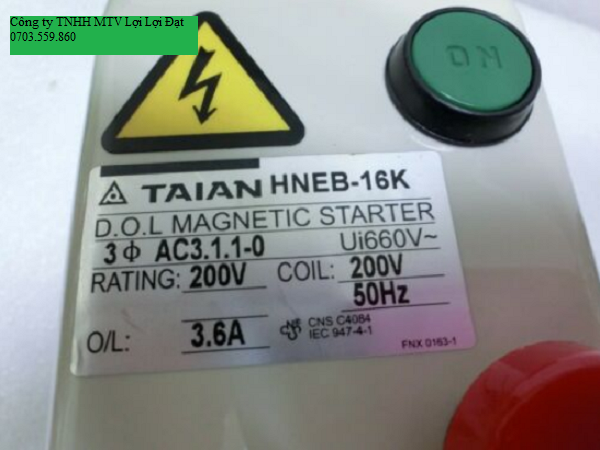 Công ty TNHH MTV Lợi Lợi Đạt
0703.559.860
ON
TAIAN HNEB-16K
D.O.L MAGNETIC STARTER
3 Φ AC3.1.1-0 Ui660V~
RATING: 200V COIL: 200V
50Hz
O/L: 3.6A CNS C4084
IEC 947-4-1
FNX 0163-1